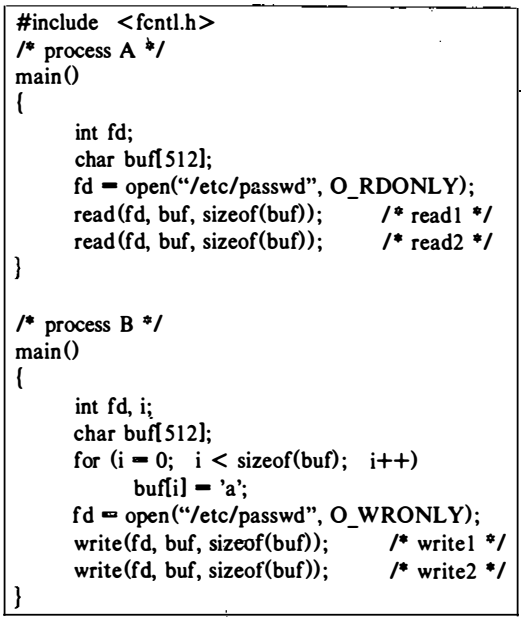 #include <fcntl.h>
/* process A */
main()
{
int fd;
char buf[512];
fd = open("/etc/passwd", O_RDONLY);
read(fd, buf, sizeof(buf)); /* read1 */
read(fd, buf, sizeof(buf)); /* read2 */
}
/* process B */
main()
{
int fd, i;
char buf[512];
for (i = 0; i < sizeof(buf); i++)
buf[i] = 'a';
fd = open("/etc/passwd", O_WRONLY);
write(fd, buf, sizeof(buf)); /* write1 */
write(fd, buf, sizeof(buf)); /* write2 */
}